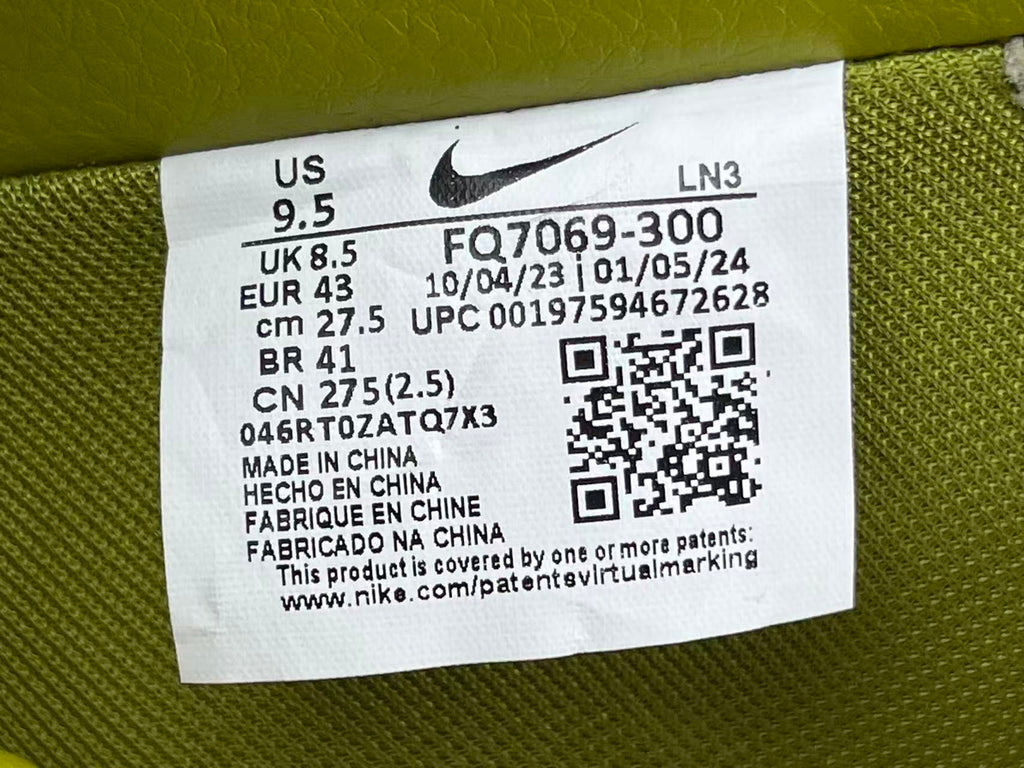 US
9.5
LN3
UK 8.5
FQ7069-300
EUR 43
10/04/23 | 01/05/24
cm 27.5
UPC 00197594672628
BR 41
CN 275(2.5)
046RT0ZATQ7X3
MADE IN CHINA
HECHO EN CHINA
FABRIQUE EN CHINE
FABRICADO NA CHINA
This product is covered by one or more patents:
www.nike.com/patentsvirtualmarking